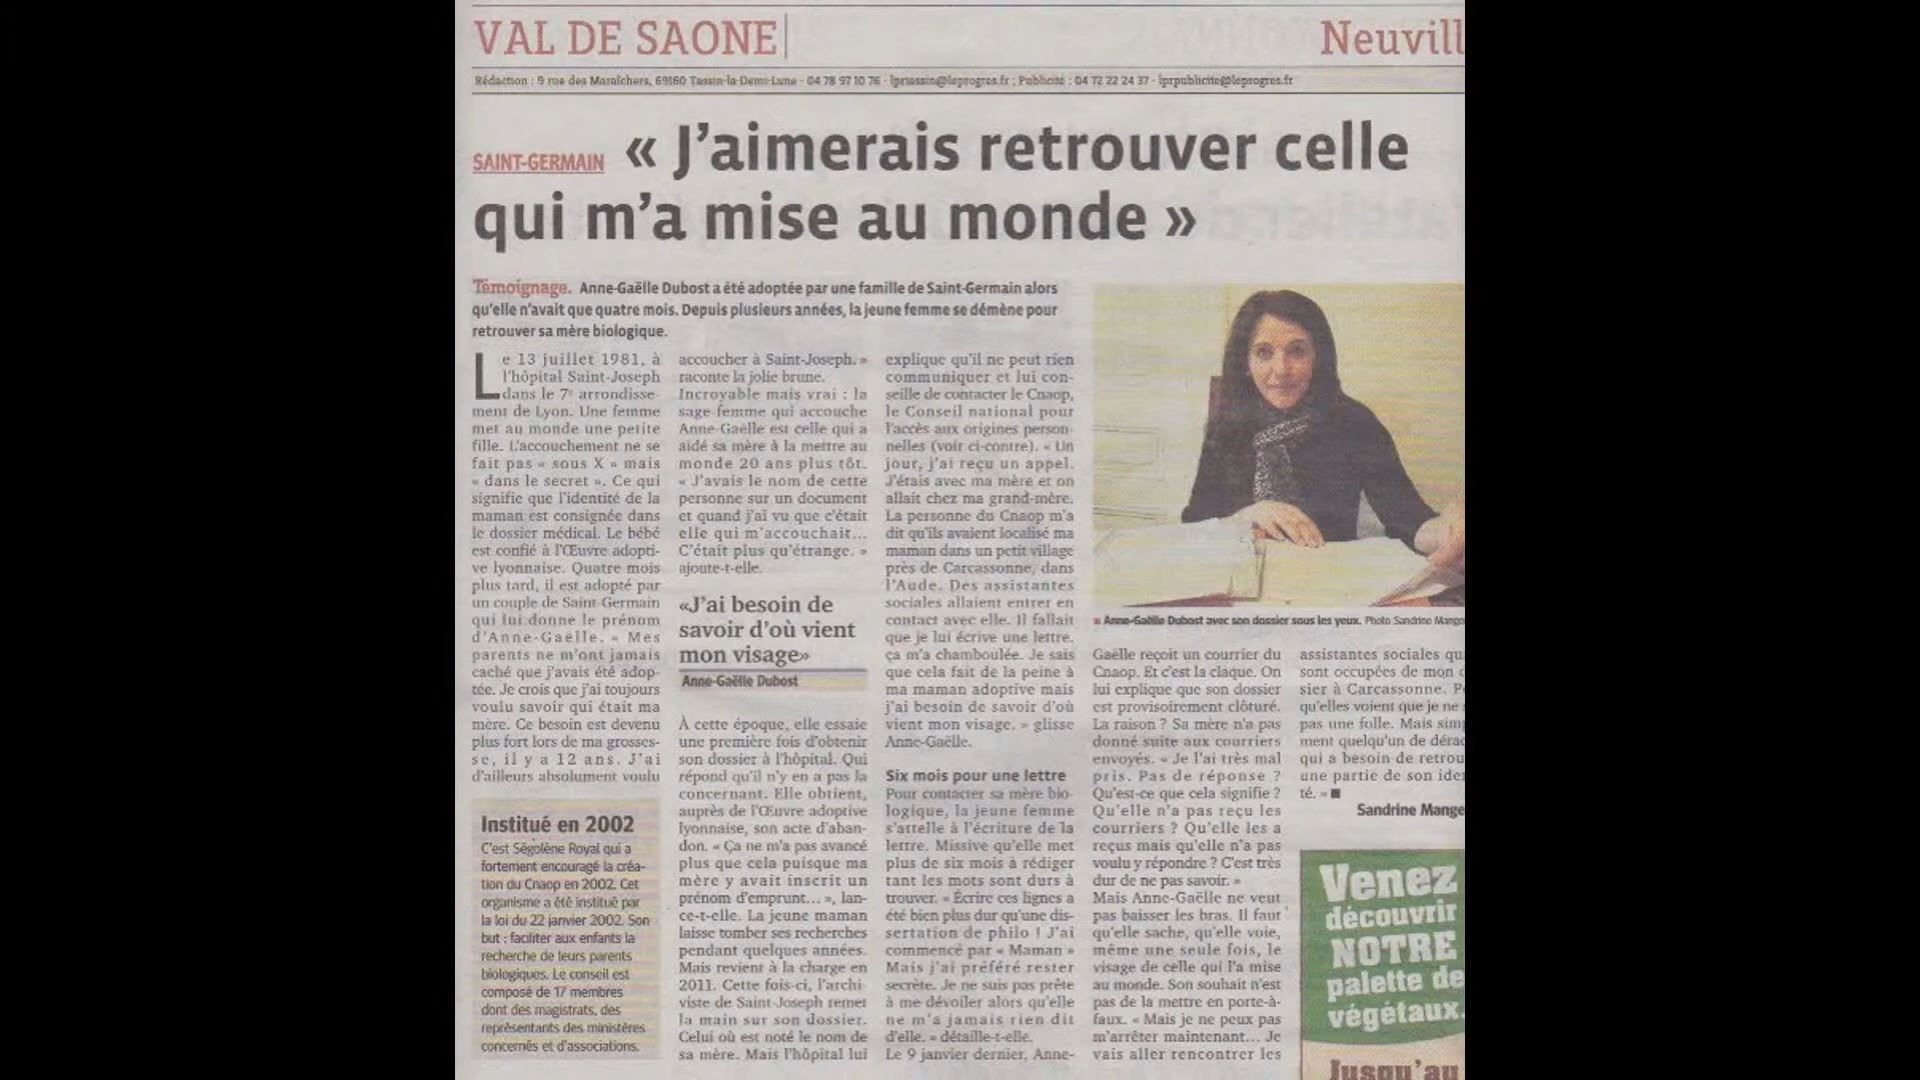 VAL DE SAONE
Neuvill
Rédaction : 9 rue des Maraîchers, 69160 Tassin-la-Demi-Lune - 04 78 97 10 76 - lprtassin@leprogres.fr ; Publicité : 04 72 22 24 37 - lprpublicite@leprogres.fr
SAINT-GERMAIN « J'aimerais retrouver celle
qui m'a mise au monde »
Témoignage. Anne-Gaëlle Dubost a été adoptée par une famille de Saint-Germain alors
qu'elle n'avait que quatre mois. Depuis plusieurs années, la jeune femme se démène pour
retrouver sa mère biologique.
Le 13 juillet 1981, à
l'hôpital Saint-Joseph
dans le 7e arrondisse-
ment de Lyon. Une femme
met au monde une petite
fille. L'accouchement ne se
fait pas « sous X » mais
« dans le secret ». Ce qui
signifie que l'identité de la
maman est consignée dans
le dossier médical. Le bébé
est confié à l'Œuvre adopti-
ve lyonnaise. Quatre mois
plus tard, il est adopté par
un couple de Saint-Germain
qui lui donne le prénom
d'Anne-Gaëlle. « Mes
parents ne m'ont jamais
caché que j'avais été adop-
tée. Je crois que j'ai toujours
voulu savoir qui était ma
mère. Ce besoin est devenu
plus fort lors de ma grosses-
se, il y a 12 ans. J'ai
d'ailleurs absolument voulu
accoucher à Saint-Joseph. »
raconte la jolie brune.
Incroyable mais vrai : la
sage-femme qui accouche
Anne-Gaëlle est celle qui a
aidé sa mère à la mettre au
monde 20 ans plus tôt.
« J'avais le nom de cette
personne sur un document
et quand j'ai vu que c'était
elle qui m'accouchait…
C'était plus qu'étrange. »
ajoute-t-elle.
«J'ai besoin de
savoir d'où vient
mon visage»
Anne-Gaëlle Dubost
À cette époque, elle essaie
une première fois d'obtenir
son dossier à l'hôpital. Qui
répond qu'il n'y en a pas la
concernant. Elle obtient,
auprès de l'Œuvre adoptive
lyonnaise, son acte d'aban-
don. « Ça ne m'a pas avancé
plus que cela puisque ma
mère y avait inscrit un
prénom d'emprunt… », lan-
ce-t-elle. La jeune maman
laisse tomber ses recherches
pendant quelques années.
Mais revient à la charge en
2011. Cette fois-ci, l'archi-
viste de Saint-Joseph remet
la main sur son dossier.
Celui où est noté le nom de
sa mère. Mais l'hôpital lui
explique qu'il ne peut rien
communiquer et lui con-
seille de contacter le Cnaop,
le Conseil national pour
l'accès aux origines person-
nelles (voir ci-contre). « Un
jour, j'ai reçu un appel.
J'étais avec ma mère et on
allait chez ma grand-mère.
La personne du Cnaop m'a
dit qu'ils avaient localisé ma
maman dans un petit village
près de Carcassonne, dans
l'Aude. Des assistantes
sociales allaient entrer en
contact avec elle. Il fallait
que je lui écrive une lettre.
ça m'a chamboulée. Je sais
que cela fait de la peine à
ma maman adoptive mais
j'ai besoin de savoir d'où
vient mon visage. » glisse
Anne-Gaëlle.
Six mois pour une lettre
Pour contacter sa mère bio-
logique, la jeune femme
s'attelle à l'écriture de la
lettre. Missive qu'elle met
plus de six mois à rédiger
tant les mots sont durs à
trouver. « Écrire ces lignes a
été bien plus dur qu'une dis-
sertation de philo ! J'ai
commencé par « Maman »
Mais j'ai préféré rester
secrète. Je ne suis pas prête
à me dévoiler alors qu'elle
ne m'a jamais rien dit
d'elle. » détaille-t-elle.
Le 9 janvier dernier, Anne-
Anne-Gaëlle Dubost avec son dossier sous les yeux. Photo Sandrine Mange
Gaëlle reçoit un courrier du
Cnaop. Et c'est la claque. On
lui explique que son dossier
est provisoirement clôturé.
La raison ? Sa mère n'a pas
donné suite aux courriers
envoyés. « Je l'ai très mal
pris. Pas de réponse ?
Qu'est-ce que cela signifie ?
Qu'elle n'a pas reçu les
courriers ? Qu'elle les a
reçus mais qu'elle n'a pas
voulu y répondre ? C'est très
dur de ne pas savoir. »
Mais Anne-Gaëlle ne veut
pas baisser les bras. Il faut
qu'elle sache, qu'elle voie,
même une seule fois, le
visage de celle qui l'a mise
au monde. Son souhait n'est
pas de la mettre en porte-à-
faux. « Mais je ne peux pas
m'arrêter maintenant… Je
vais aller rencontrer les
assistantes sociales qu
sont occupées de mon
sier à Carcassonne. P
qu'elles voient que je ne
pas une folle. Mais sim
ment quelqu'un de dérac
qui a besoin de retrou
une partie de son ide
té. » ■
Sandrine Mange
Institué en 2002
C'est Ségolène Royal qui a
fortement encouragé la créa-
tion du Cnaop en 2002. Cet
organisme a été institué par
la loi du 22 janvier 2002. Son
but : faciliter aux enfants la
recherche de leurs parents
biologiques. Le conseil est
composé de 17 membres
dont des magistrats, des
représentants des ministères
concernés et d'associations.
Venez
découvrir
NOTRE
palette de
végétaux.
Jusqu'au